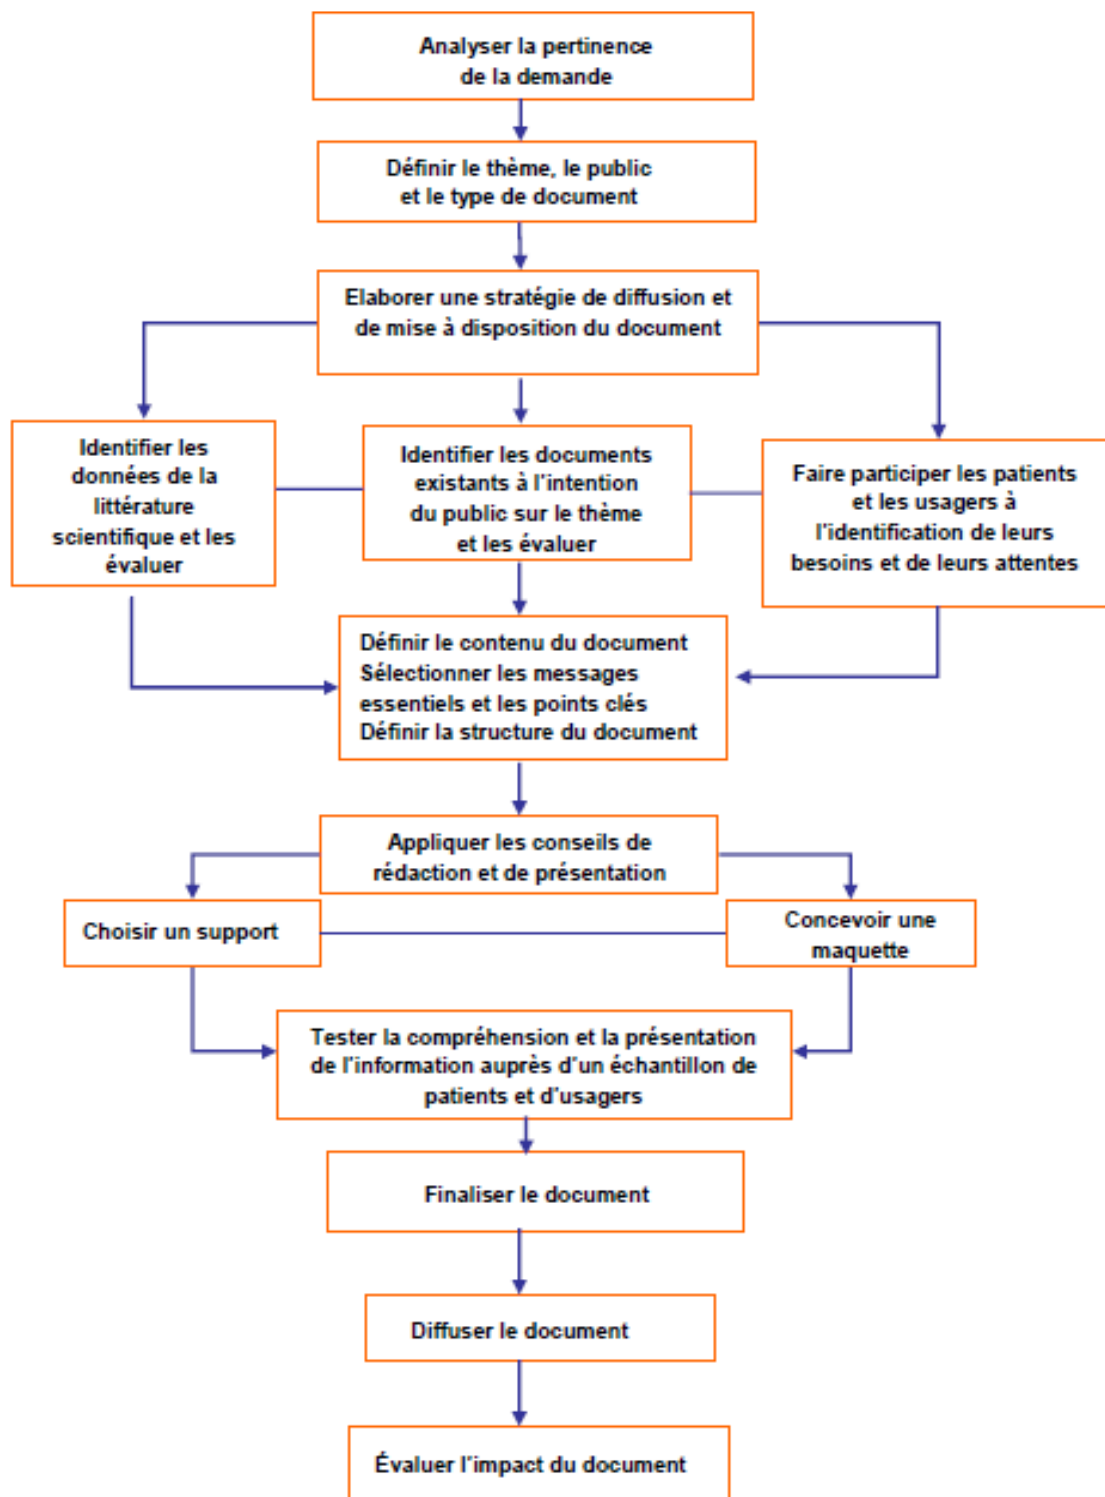 Analyser la pertinence
de la demande
Définir le thème, le public
et le type de document
Elaborer une stratégie de diffusion et
de mise à disposition du document
Identifier les
données de la
littérature
scientifique et les
évaluer
Identifier les documents
existants à l'intention
du public sur le thème
et les évaluer
Faire participer les patients
et les usagers à
l'identification de leurs
besoins et de leurs attentes
Définir le contenu du document
Sélectionner les messages
essentiels et les points clés
Définir la structure du document
Appliquer les conseils de
rédaction et de présentation
Choisir un support
Concevoir une
maquette
Tester la compréhension et la présentation
de l'information auprès d'un échantillon de
patients et d'usagers
Finaliser le document
Diffuser le document
Évaluer l'impact du document